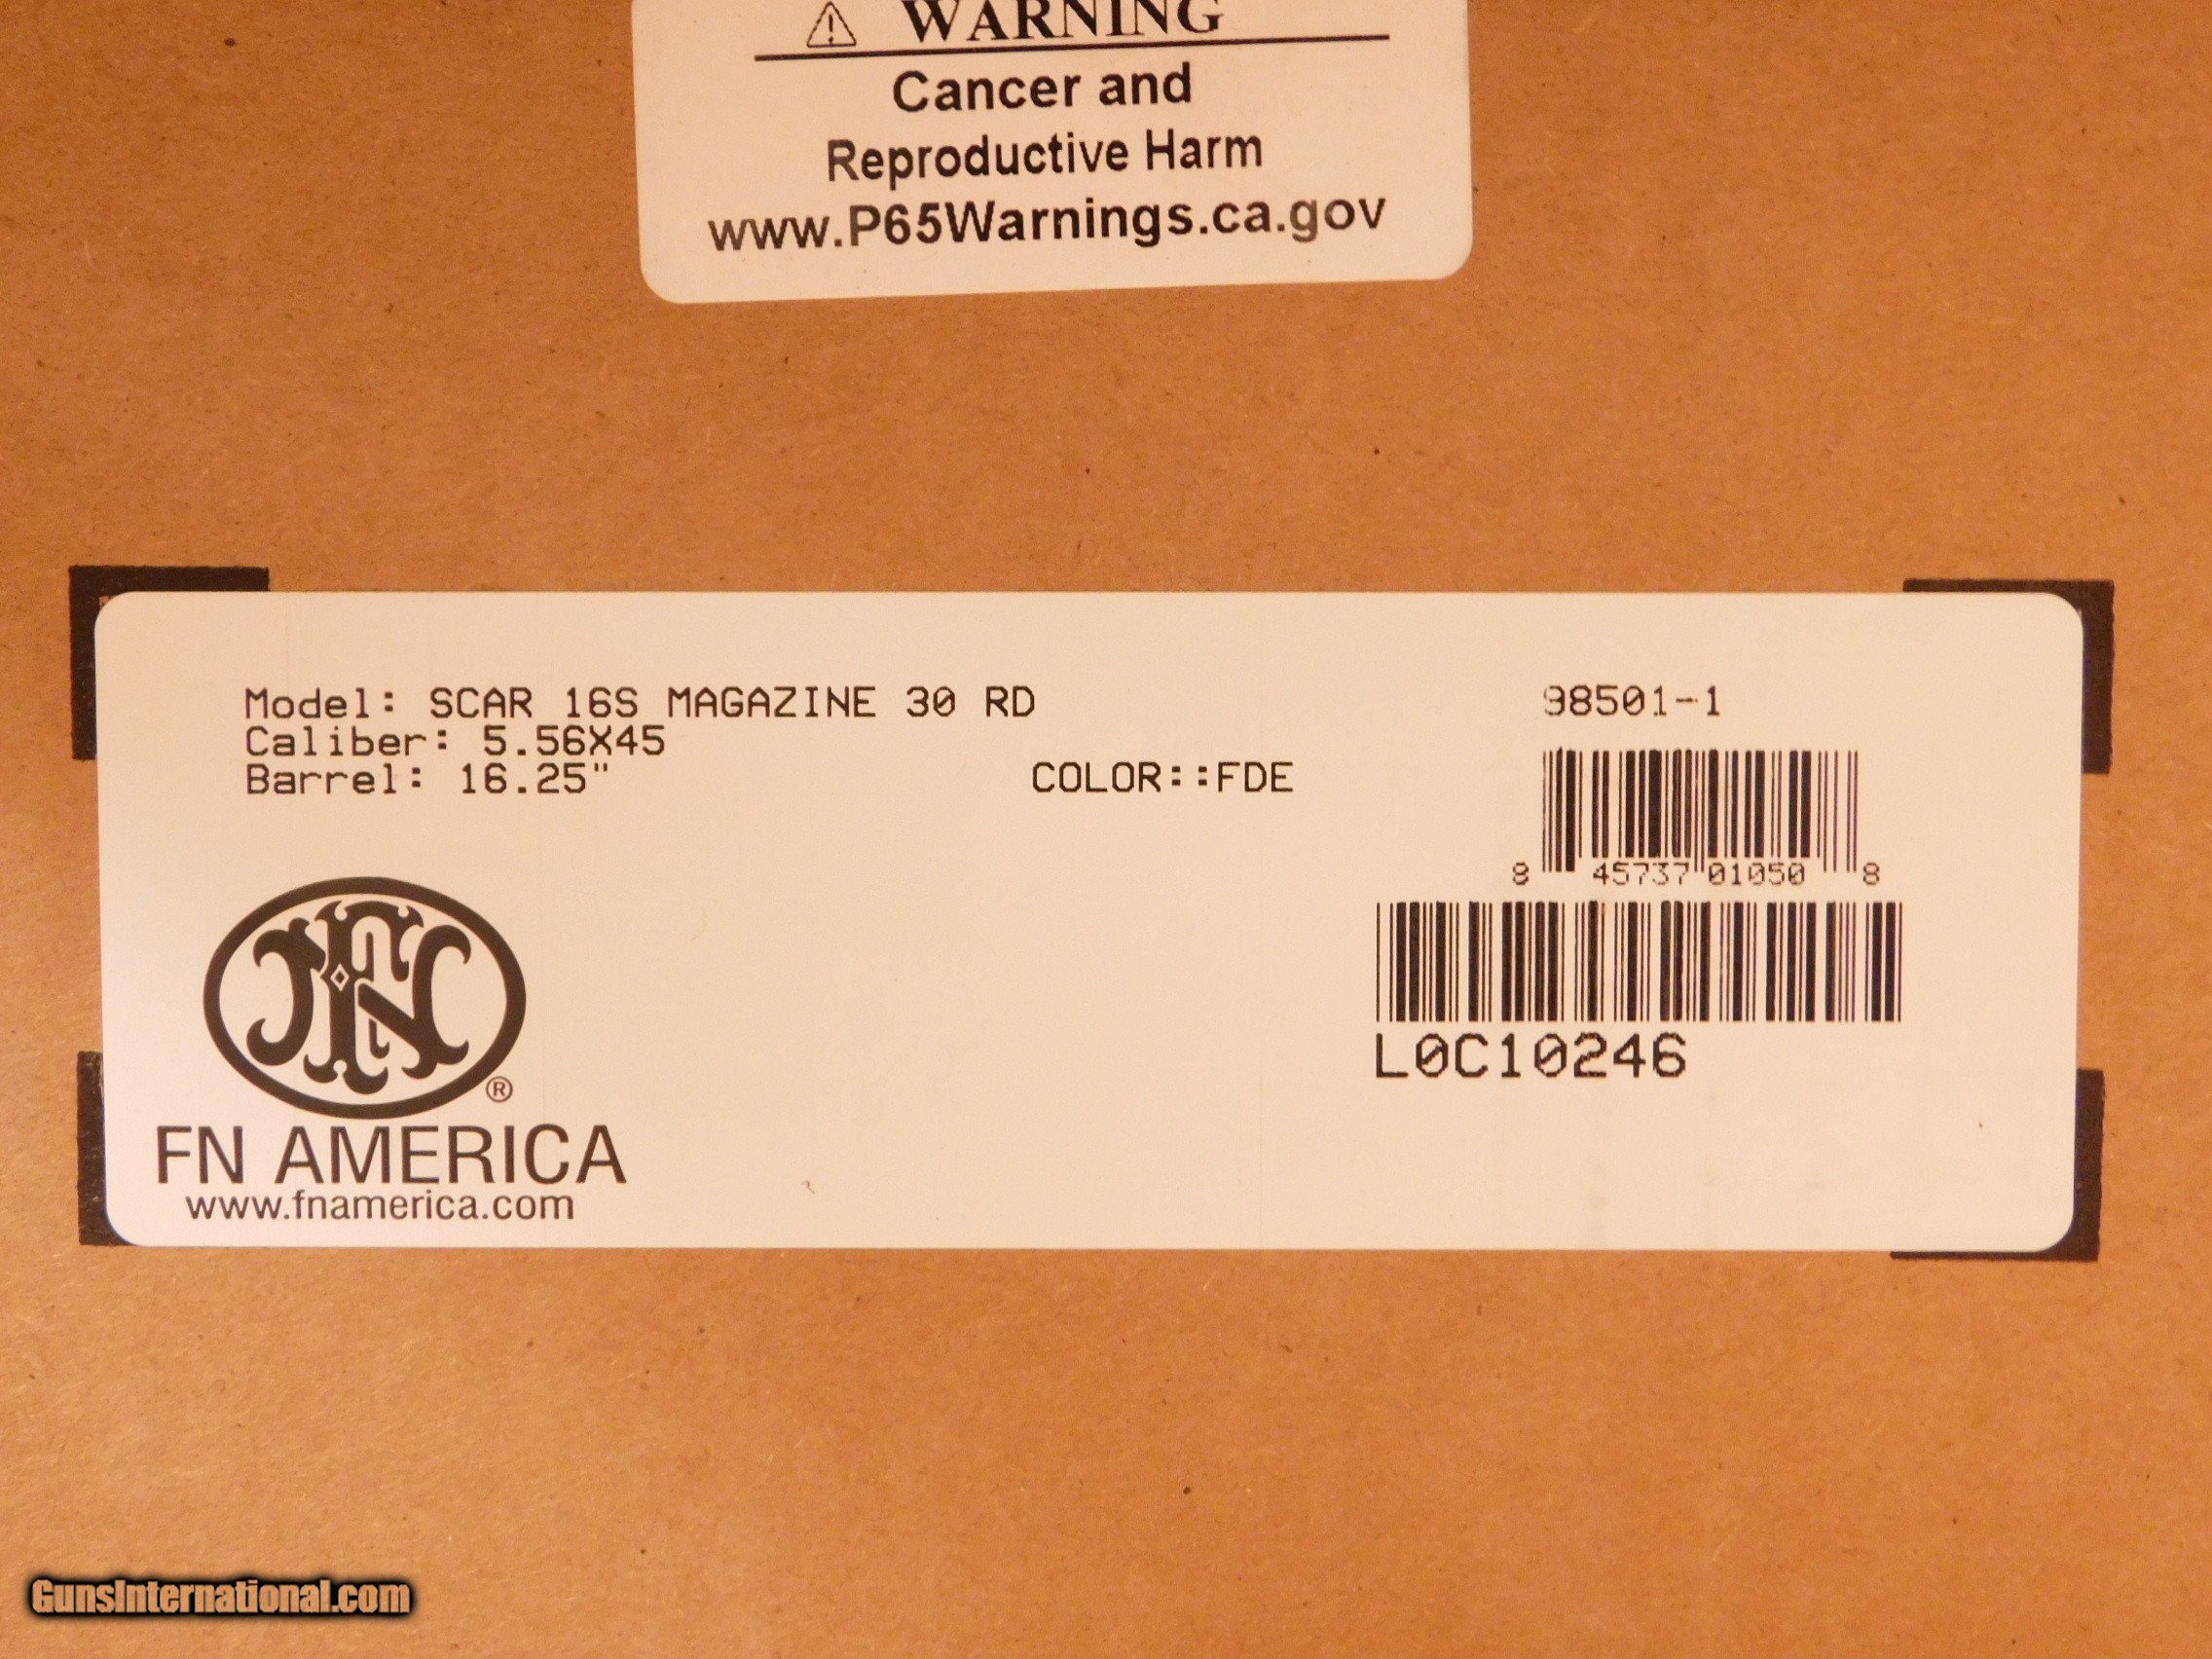 ⚠ WARNING
Cancer and
Reproductive Harm
www.P65Warnings.ca.gov
Model: SCAR 16S MAGAZINE 30 RD
98501-1
Caliber: 5.56X45
Barrel: 16.25"
COLOR::FDE
8 45737 01050 8
L0C10246
FN
®
FN AMERICA
www.fnamerica.com
GunsInternational.com